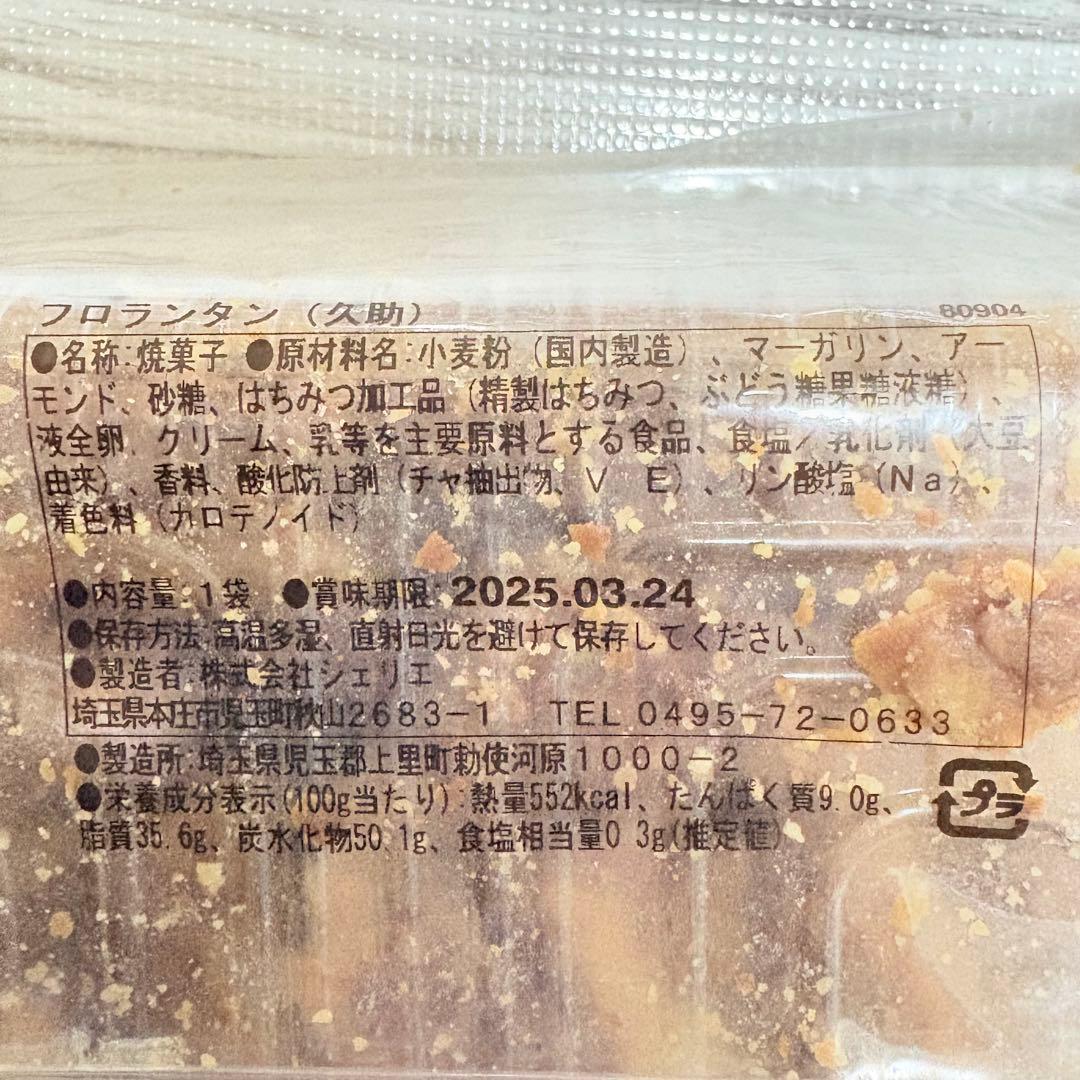 フロランタン（久助）
80904
●名称:焼菓子 ●原材料名:小麦粉（国内製造）、マーガリン、アー
モンド、砂糖、はちみつ加工品（精製はちみつ、ぶどう糖果糖液糖）、
液全卵、クリーム、乳等を主要原料とする食品、食塩／乳化剤（大豆
由来）、香料、酸化防止剤（チャ抽出物、Ｖ Ｅ）、リン酸塩（Na）、
着色料（カロテノイド）
●内容量:1袋 ●賞味期限:2025.03.24
●保存方法:高温多湿、直射日光を避けて保存してください。
●製造者:株式会社シェリエ
埼玉県本庄市児玉町秋山2683-1 TEL 0495-72-0633
●製造所:埼玉県児玉郡上里町勅使河原1000-2
●栄養成分表示(100g当たり):熱量552kcal、たんぱく質9.0g、
脂質35.6g、炭水化物50.1g、食塩相当量0.3g(推定値)
プラ